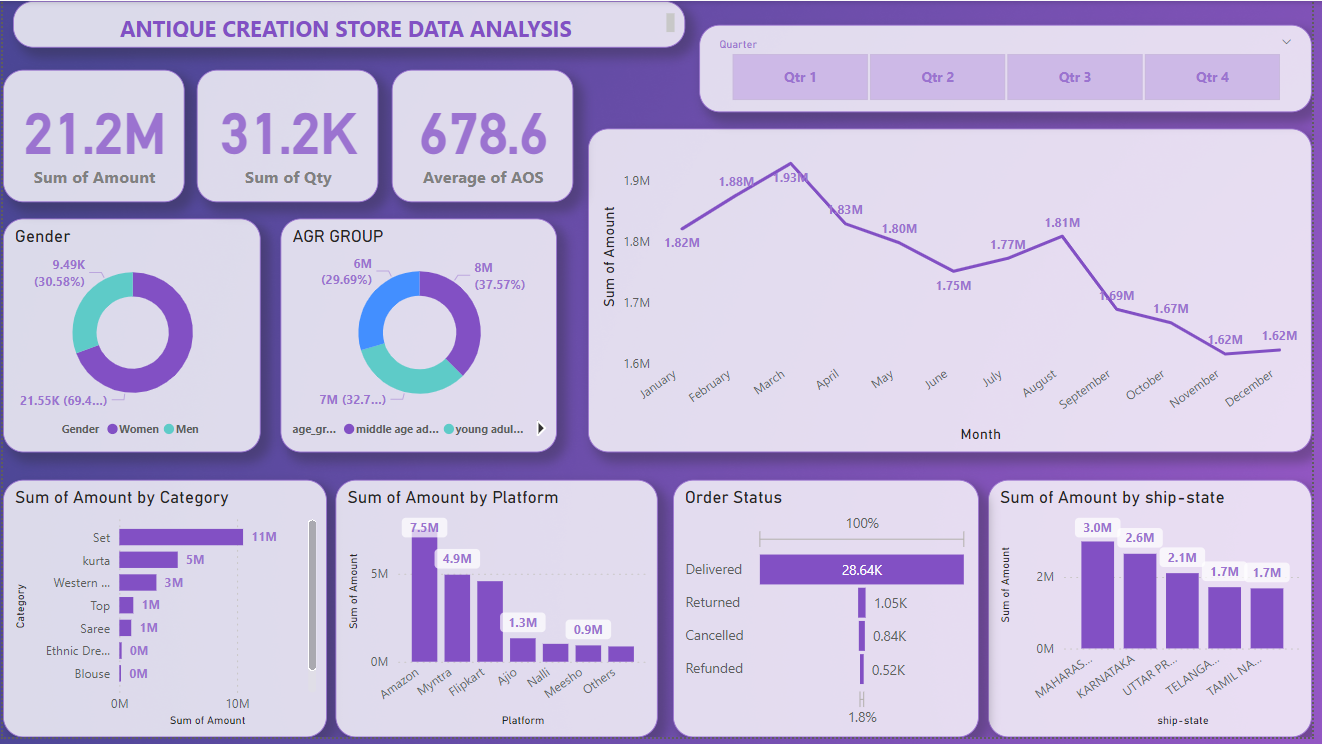 ANTIQUE CREATION STORE DATA ANALYSIS
Quarter
Qtr 1
Qtr 2
Qtr 3
Qtr 4
21.2M
Sum of Amount
31.2K
Sum of Qty
678.6
Average of AOS
Gender
9.49K
(30.58%)
21.55K (69.4...)
Gender Women Men
AGR GROUP
6M
(29.69%)
8M
(37.57%)
7M (32.7...)
age_gr... middle age ad... young adul...
Sum of Amount
1.9M
1.8M
1.7M
1.6M
1.82M
1.88M
1.93M
1.83M
1.80M
1.75M
1.77M
1.81M
1.69M
1.67M
1.62M
1.62M
January
February
March
April
May
June
July
August
September
October
November
December
Month
Sum of Amount by Category
Category
Set 11M
kurta 5M
Western ... 3M
Top 1M
Saree 1M
Ethnic Dre... 0M
Blouse 0M
0M
10M
Sum of Amount
Sum of Amount by Platform
Sum of Amount
5M
0M
7.5M
4.9M
1.3M
0.9M
Amazon
Myntra
Flipkart
Ajio
Nalli
Meesho
Others
Platform
Order Status
100%
Delivered 28.64K
Returned 1.05K
Cancelled 0.84K
Refunded 0.52K
1.8%
Sum of Amount by ship-state
Sum of Amount
2M
0M
3.0M
2.6M
2.1M
1.7M
1.7M
MAHARAS...
KARNATAKA
UTTAR PR...
TELANGA...
TAMIL NA...
ship-state